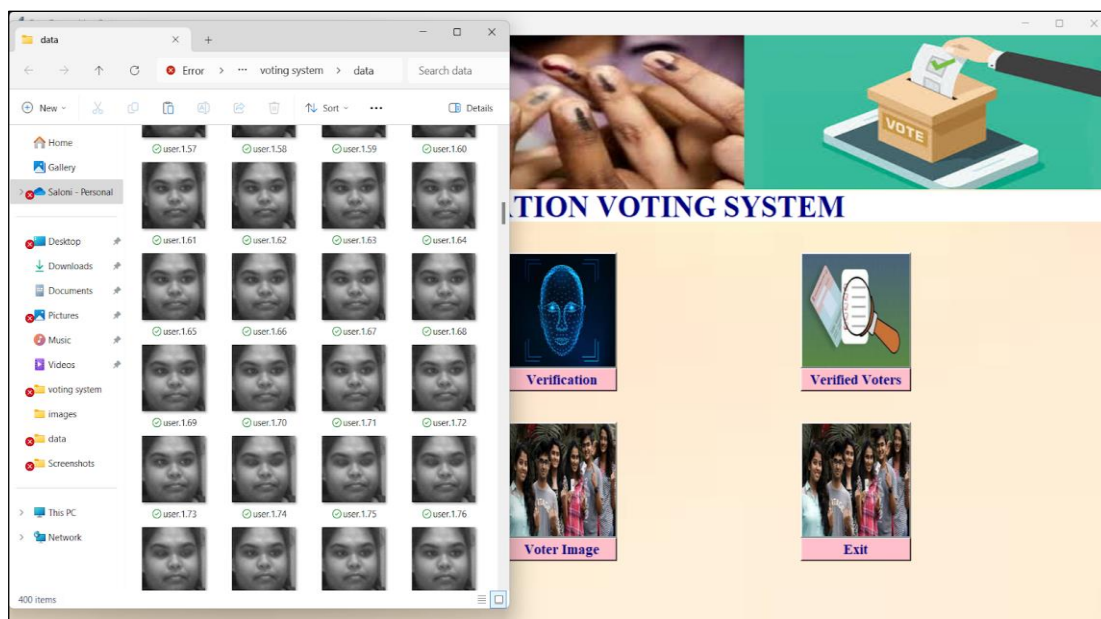 data
Error > ··· voting system > data
Search data
New
Sort
Details
Home
Gallery
Saloni - Personal
Desktop
Downloads
Documents
Pictures
Music
Videos
voting system
images
data
Screenshots
This PC
Network
user.1.57 user.1.58 user.1.59 user.1.60
user.1.61 user.1.62 user.1.63 user.1.64
user.1.65 user.1.66 user.1.67 user.1.68
user.1.69 user.1.70 user.1.71 user.1.72
user.1.73 user.1.74 user.1.75 user.1.76
400 items
VOTE
TION VOTING SYSTEM
Verification
Verified Voters
Voter Image
Exit